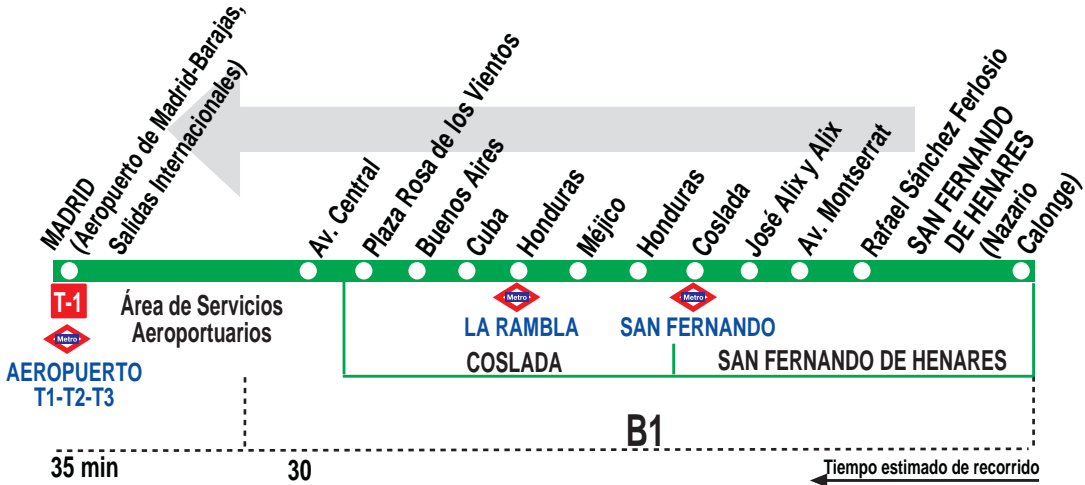 MADRID
(Aeropuerto de Madrid-Barajas,
Salidas Internacionales)
Av. Central
Plaza Rosa de los Vientos
Buenos Aires
Cuba
Honduras
Méjico
Honduras
Coslada
José Alix y Alix
Av. Montserrat
Rafael Sánchez Ferlosio
SAN FERNANDO
DE HENARES
(Nazario
Calonge)
T-1
Metro
AEROPUERTO
T1-T2-T3
Área de Servicios
Aeroportuarios
Metro
LA RAMBLA
Metro
SAN FERNANDO
COSLADA
SAN FERNANDO DE HENARES
B1
35 min
30
Tiempo estimado de recorrido